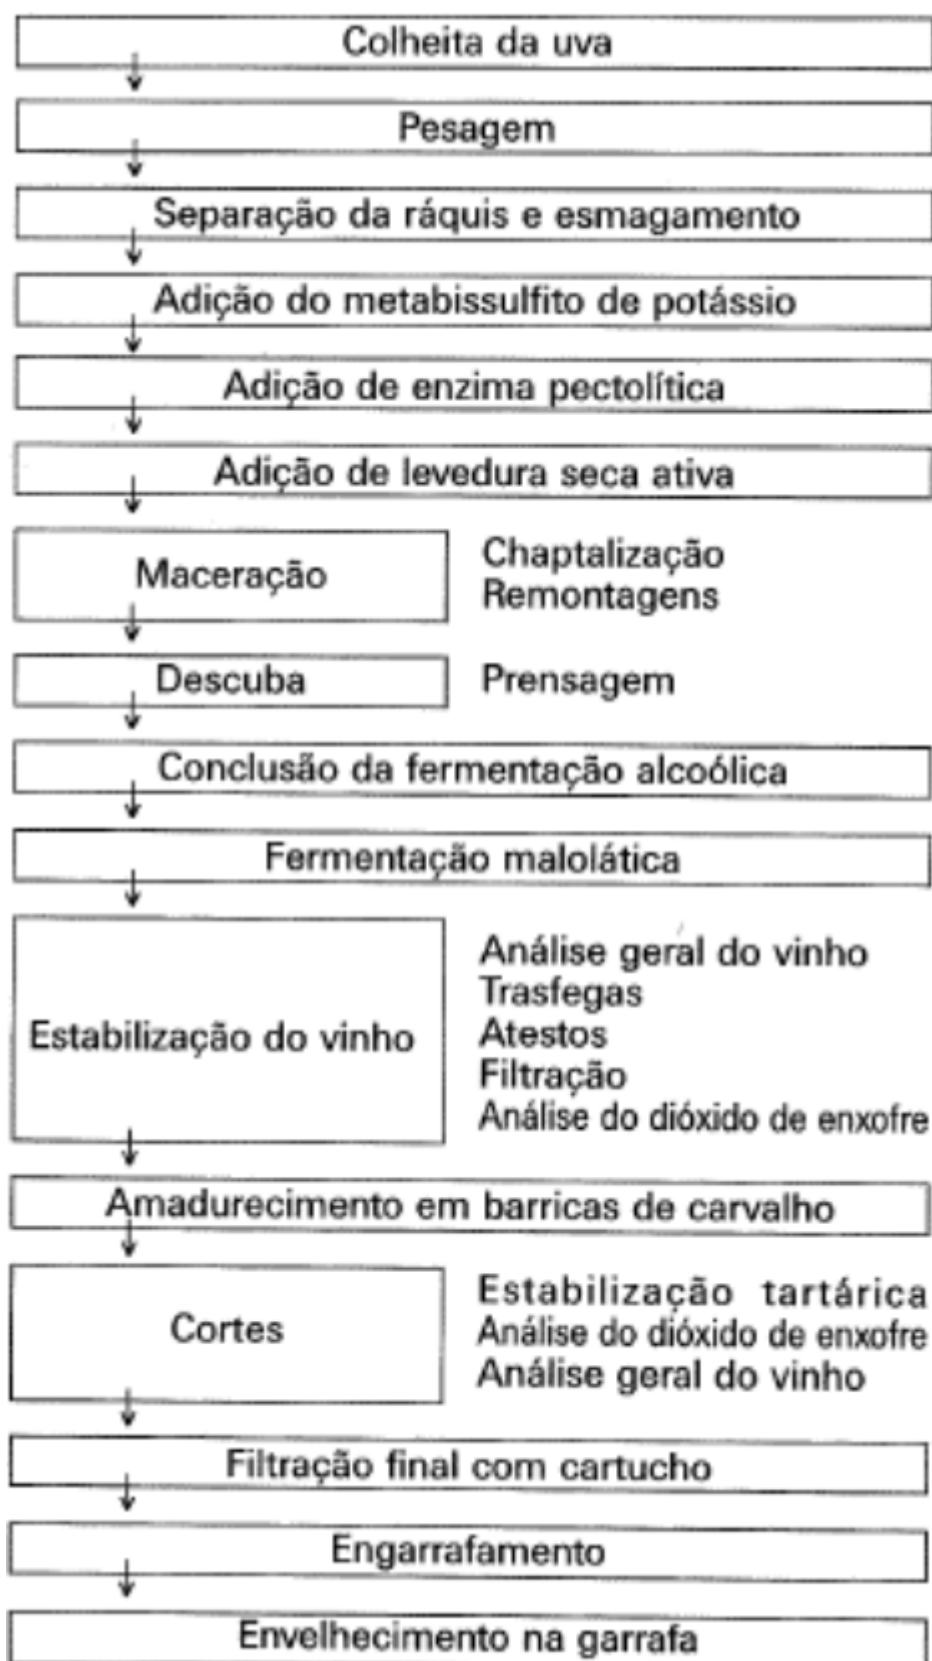 Colheita da uva
Pesagem
Separação da ráquis e esmagamento
Adição do metabissulfito de potássio
Adição de enzima pectolítica
Adição de levedura seca ativa
Maceração
Chaptalização
Remontagens
Descuba
Prensagem
Conclusão da fermentação alcoólica
Fermentação malolática
Estabilização do vinho
Análise geral do vinho
Trasfegas
Atestos
Filtração
Análise do dióxido de enxofre
Amadurecimento em barricas de carvalho
Cortes
Estabilização tartárica
Análise do dióxido de enxofre
Análise geral do vinho
Filtração final com cartucho
Engarrafamento
Envelhecimento na garrafa